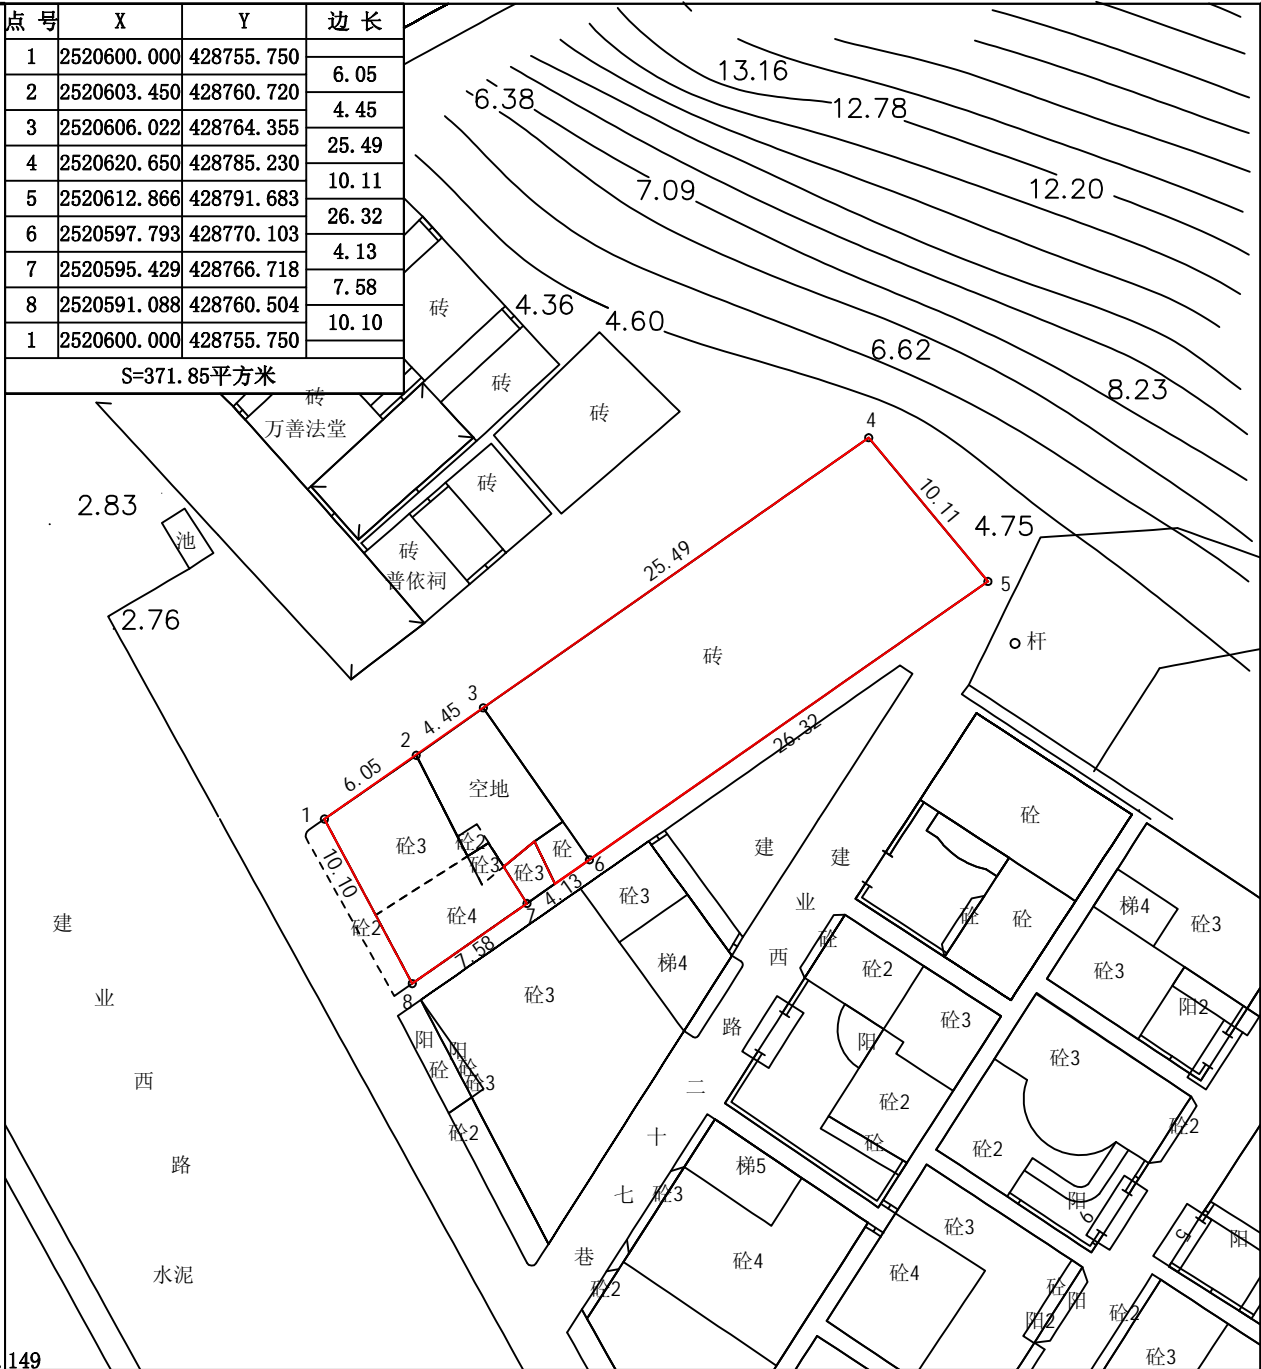 点 号 X Y 边 长
1 2520600.000 428755.750
6.05
2 2520603.450 428760.720
4.45
3 2520606.022 428764.355
25.49
4 2520620.650 428785.230
10.11
5 2520612.866 428791.683
26.32
6 2520597.793 428770.103
4.13
7 2520595.429 428766.718
7.58
8 2520591.088 428760.504
10.10
1 2520600.000 428755.750
S=371.85平方米
13.16
6.38
12.78
7.09
12.20
4.36
4.60
6.62
8.23
砖
砖
砖
砖
万善法堂
砖
砖
普依祠
2.83
池
2.76
4
10.11
4.75
5
杆
25.49
砖
3
4.45
2
6.05
1
26.32
空地
砼3
砼2
砼3
砼3
砼
6
4.13
7
10.10
砼2
砼4
7.58
8
砼3
梯4
砼3
阳
阳
砼
砼
砼3
砼2
建
业
西
路
水泥
建
业
西
路
二
十
七
巷
建
砼
砼
砼
砼
砼2
砼3
阳
砼2
砼
梯4
砼3
砼3
阳2
砼3
砼2
砼2
阳
6
5
阳
梯5
砼3
砼4
砼2
砼3
砼4
砼
阳
阳2
砼2
砼3
149